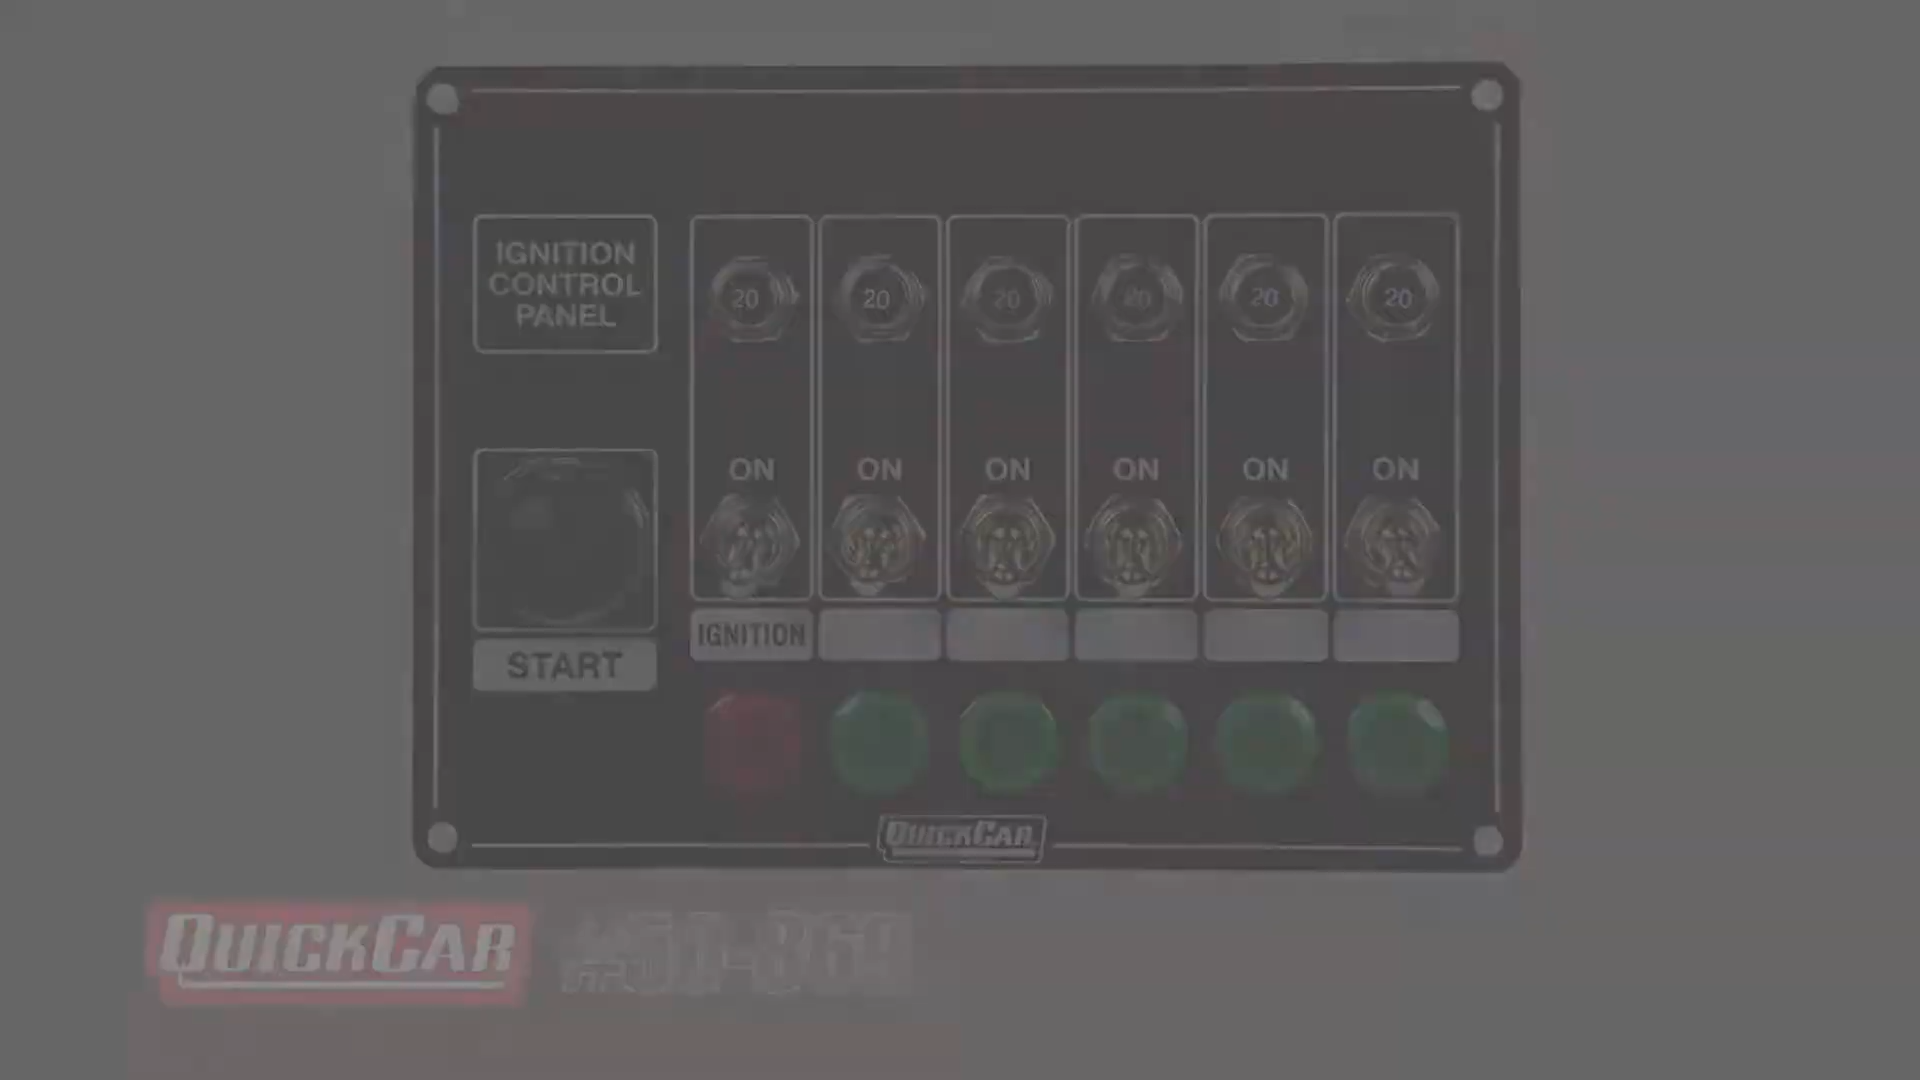 IGNITION
CONTROL
PANEL
20 20 20 20 20 20
ON ON ON ON ON ON
IGNITION
START
QUICKCAR
QUICKCAR